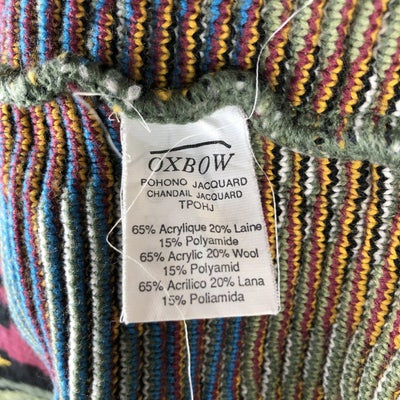 OXBOW
POHONO JACQUARD
CHANDAIL JACQUARD
TPOHJ
65% Acrylique 20% Laine
15% Polyamide
65% Acrylic 20% Wool
15% Polyamid
65% Acrilico 20% Lana
15% Poliamida